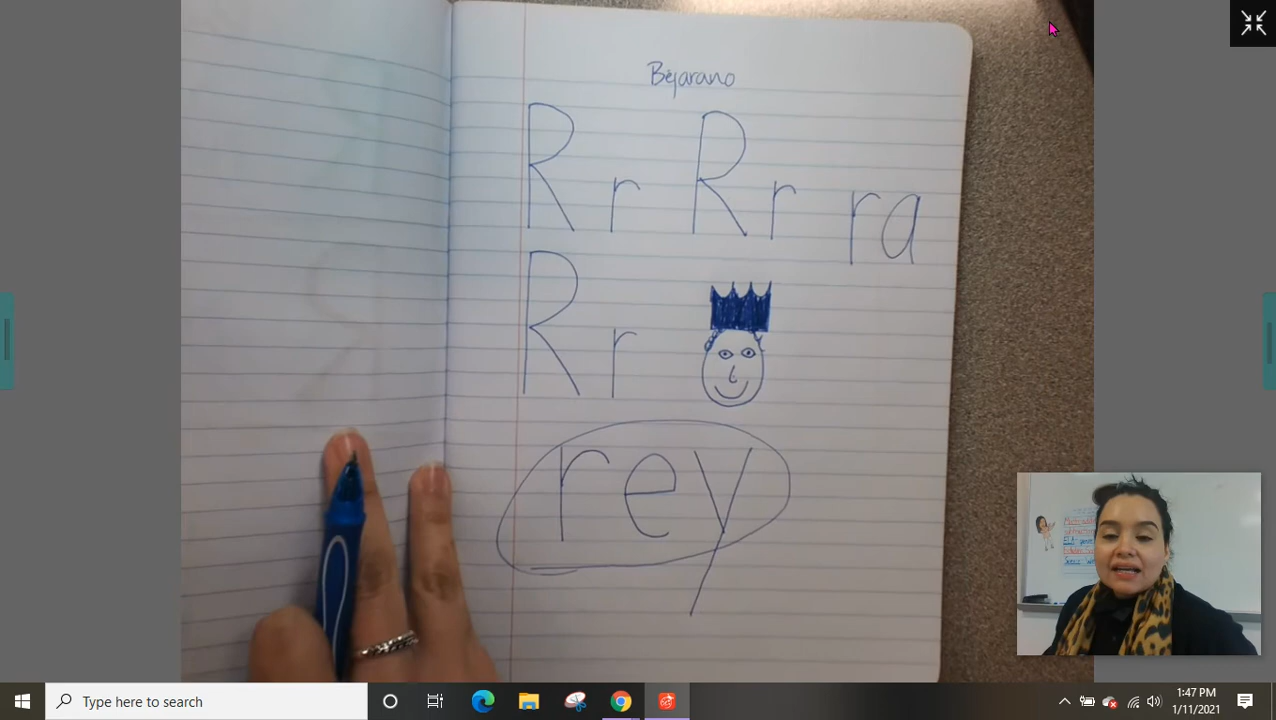 Bejarano
R r R r ra
R r
rey
Type here to search
1:47 PM
1/11/2021